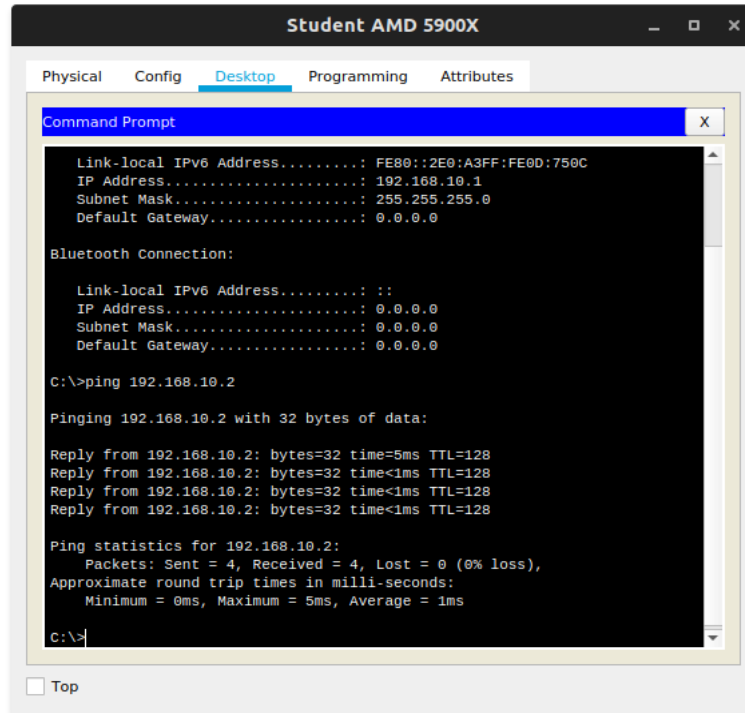 Student AMD 5900X
Physical Config Desktop Programming Attributes
Command Prompt X
Link-local IPv6 Address.........: FE80::2E0:A3FF:FE0D:750C
IP Address......................: 192.168.10.1
Subnet Mask.....................: 255.255.255.0
Default Gateway.................: 0.0.0.0
Bluetooth Connection:
Link-local IPv6 Address.........: ::
IP Address......................: 0.0.0.0
Subnet Mask.....................: 0.0.0.0
Default Gateway.................: 0.0.0.0
C:\>ping 192.168.10.2
Pinging 192.168.10.2 with 32 bytes of data:
Reply from 192.168.10.2: bytes=32 time=5ms TTL=128
Reply from 192.168.10.2: bytes=32 time<1ms TTL=128
Reply from 192.168.10.2: bytes=32 time<1ms TTL=128
Reply from 192.168.10.2: bytes=32 time<1ms TTL=128
Ping statistics for 192.168.10.2:
Packets: Sent = 4, Received = 4, Lost = 0 (0% loss),
Approximate round trip times in milli-seconds:
Minimum = 0ms, Maximum = 5ms, Average = 1ms
C:\>
Top